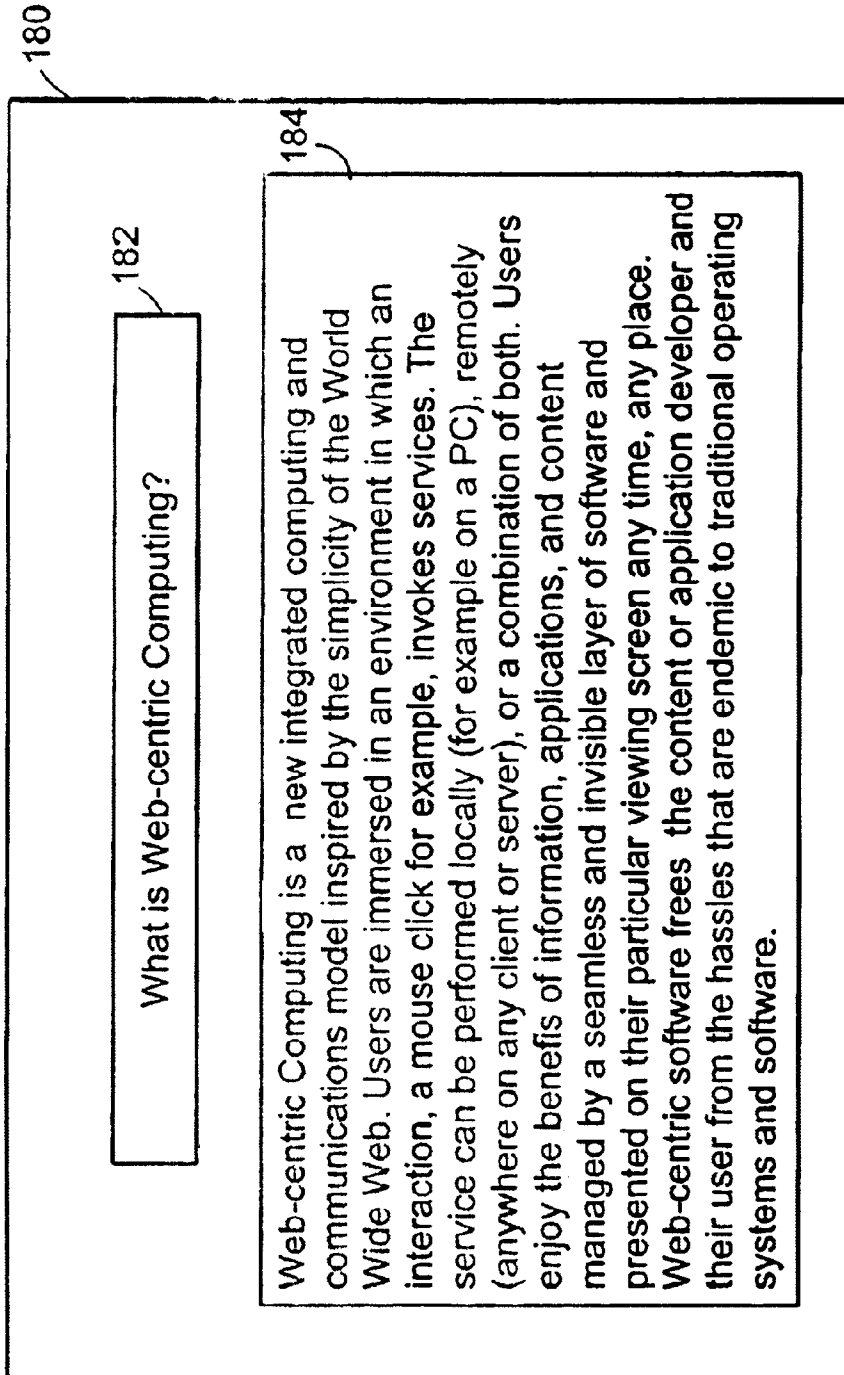 180
182
What is Web-centric Computing?
184
Web-centric Computing is a new integrated computing and
communications model inspired by the simplicity of the World
Wide Web. Users are immersed in an environment in which an
interaction, a mouse click for example, invokes services. The
service can be performed locally (for example on a PC), remotely
(anywhere on any client or server), or a combination of both. Users
enjoy the benefis of information, applications, and content
managed by a seamless and invisible layer of software and
presented on their particular viewing screen any time, any place.
Web-centric software frees the content or application developer and
their user from the hassles that are endemic to traditional operating
systems and software.